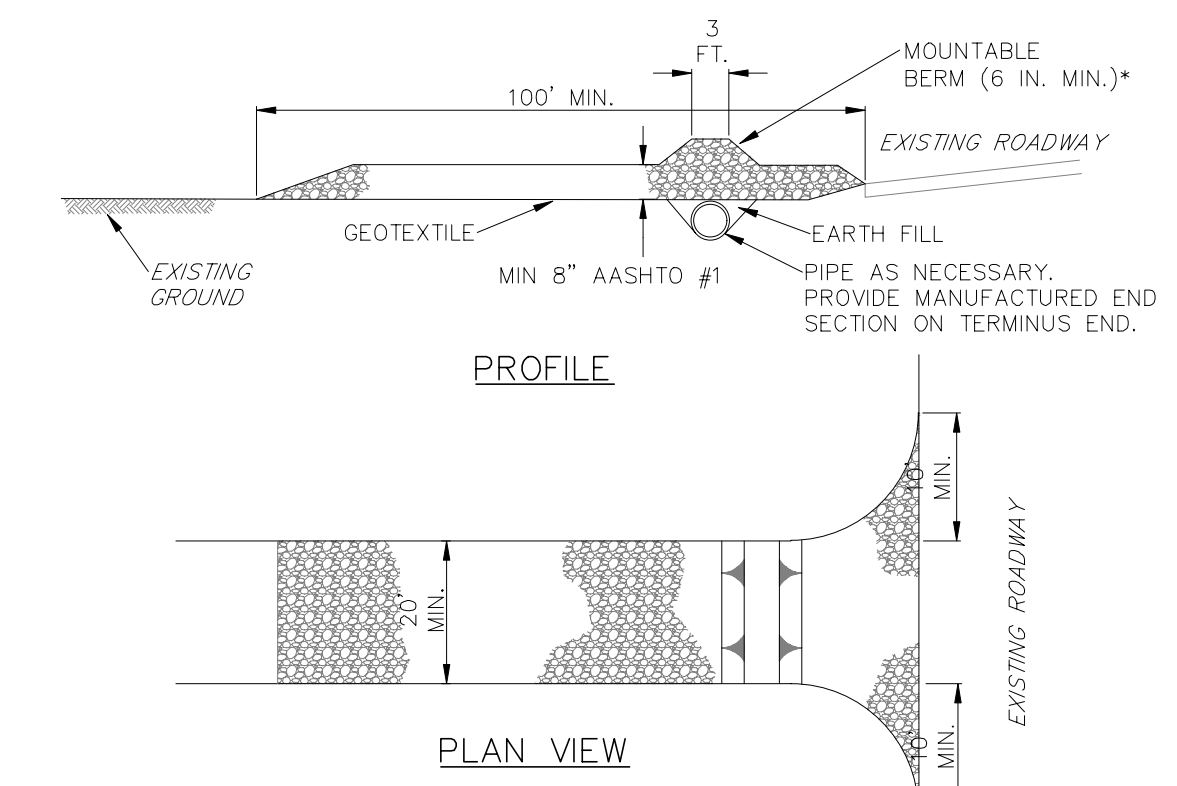 3
FT.
MOUNTABLE
BERM (6 IN. MIN.)*
100' MIN.
EXISTING ROADWAY
GEOTEXTILE
EARTH FILL
EXISTING
GROUND
MIN 8" AASHTO #1
PIPE AS NECESSARY.
PROVIDE MANUFACTURED END
SECTION ON TERMINUS END.
PROFILE
10'
MIN.
20'
MIN.
EXISTING ROADWAY
10'
MIN.
PLAN VIEW